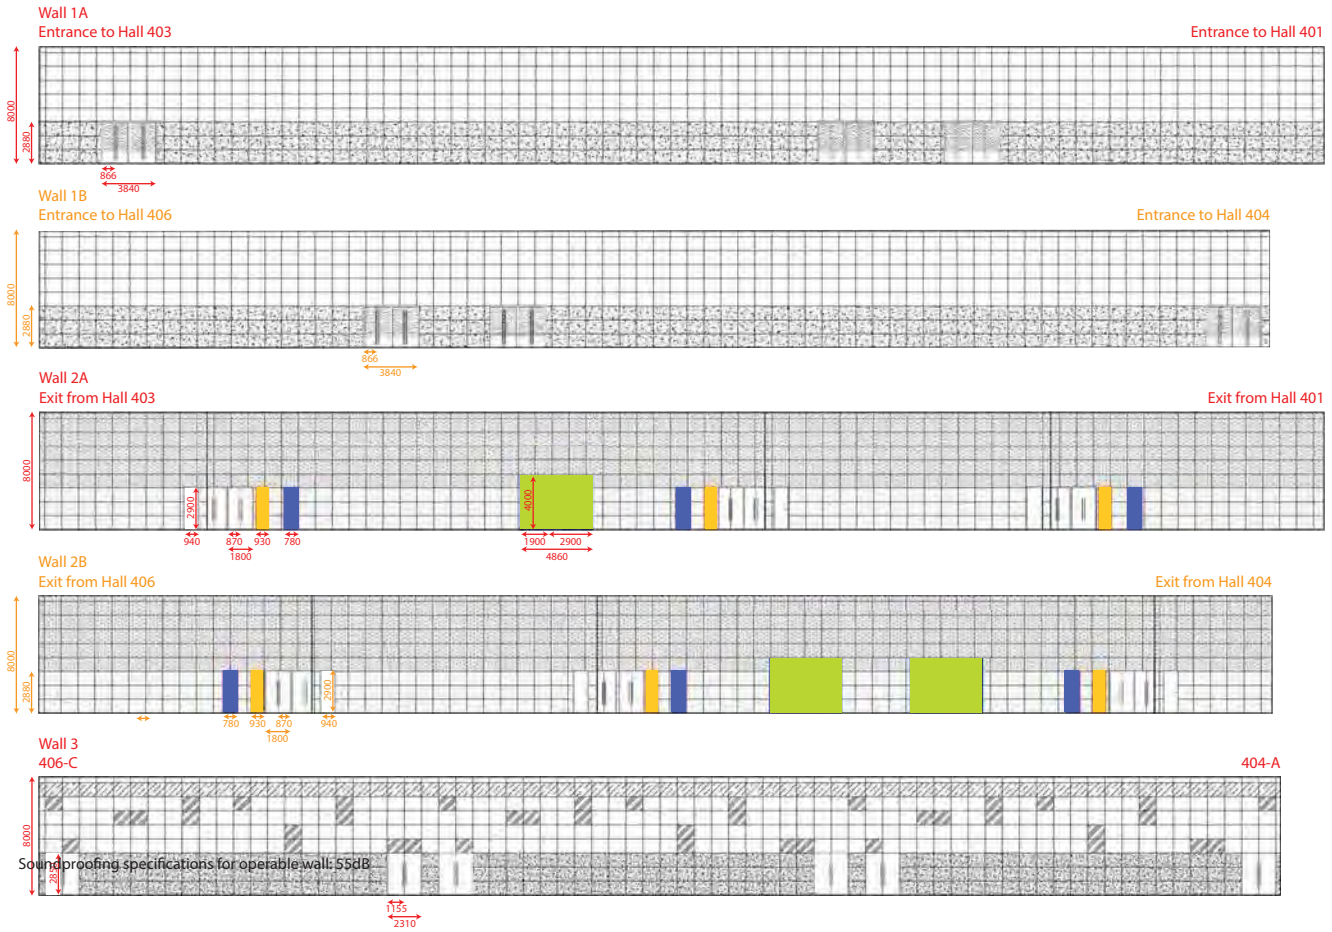 Wall 1A
Entrance to Hall 403 Entrance to Hall 401
8000
2880
866
3840
Wall 1B
Entrance to Hall 406 Entrance to Hall 404
8000
2880
866
3840
Wall 2A
Exit from Hall 403 Exit from Hall 401
8000
2900
4000
940 870 930 780 1900 2900
1800 4860
Wall 2B
Exit from Hall 406 Exit from Hall 404
8000
2880
2900
780 930 870 940
1800
Wall 3
406-C 404-A
8000
Soundproofing specifications for operable wall: 55dB
1155
2310